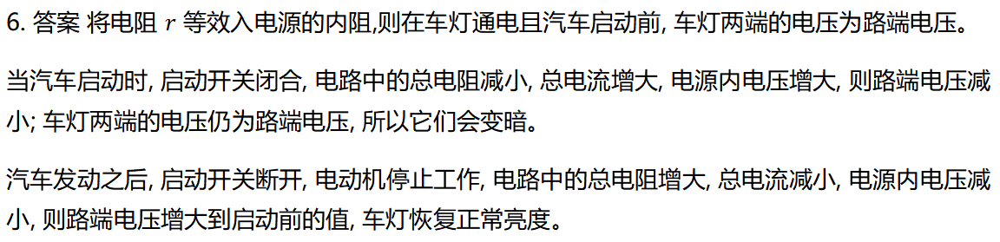 6. 答案 将电阻 r 等效入电源的内阻,则在车灯通电且汽车启动前, 车灯两端的电压为路端电压。
当汽车启动时, 启动开关闭合, 电路中的总电阻减小, 总电流增大, 电源内电压增大, 则路端电压减
小; 车灯两端的电压仍为路端电压, 所以它们会变暗。
汽车发动之后, 启动开关断开, 电动机停止工作, 电路中的总电阻增大, 总电流减小, 电源内电压减
小, 则路端电压增大到启动前的值, 车灯恢复正常亮度。